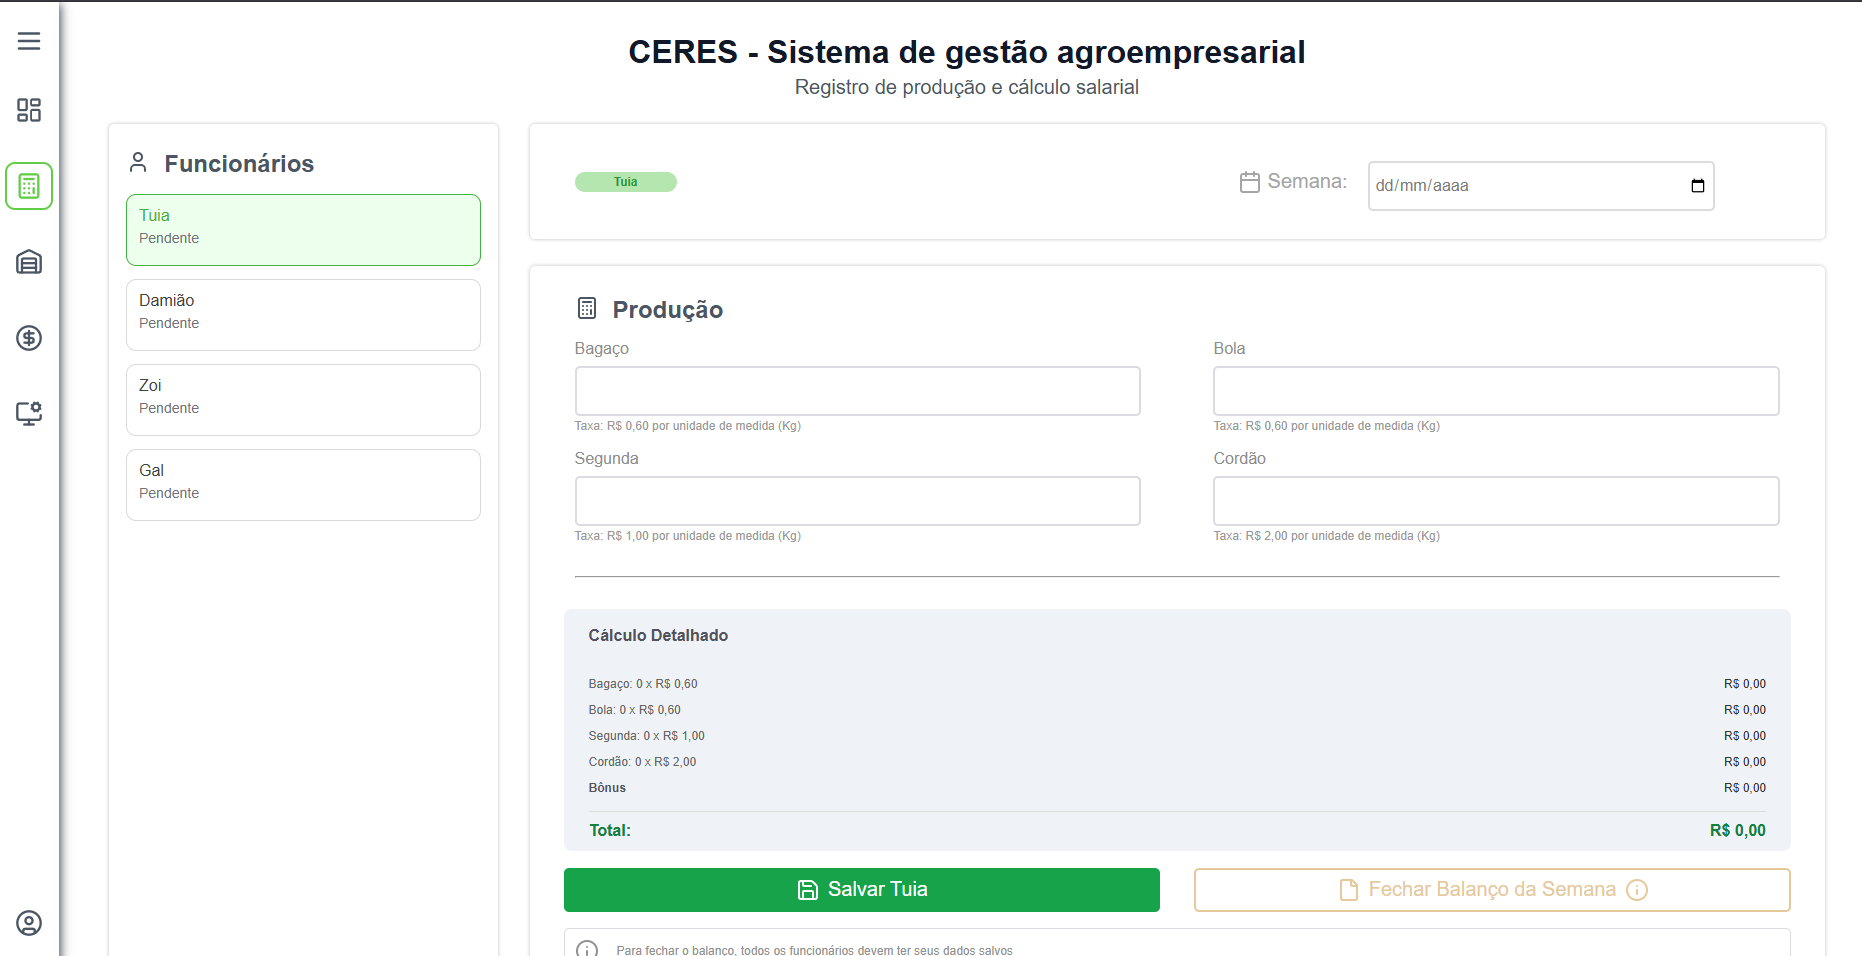 CERES - Sistema de gestão agroempresarial
Registro de produção e cálculo salarial
Funcionários
Tuia
Pendente
Damião
Pendente
Zoi
Pendente
Gal
Pendente
Tuia
Semana:
dd/mm/aaaa
Produção
Bagaço
Bola
Taxa: R$ 0,60 por unidade de medida (Kg)
Taxa: R$ 0,60 por unidade de medida (Kg)
Segunda
Cordão
Taxa: R$ 1,00 por unidade de medida (Kg)
Taxa: R$ 2,00 por unidade de medida (Kg)
Cálculo Detalhado
Bagaço: 0 x R$ 0,60 R$ 0,00
Bola: 0 x R$ 0,60 R$ 0,00
Segunda: 0 x R$ 1,00 R$ 0,00
Cordão: 0 x R$ 2,00 R$ 0,00
Bônus R$ 0,00
Total: R$ 0,00
Salvar Tuia
Fechar Balanço da Semana
Para fechar o balanço, todos os funcionários devem ter seus dados salvos